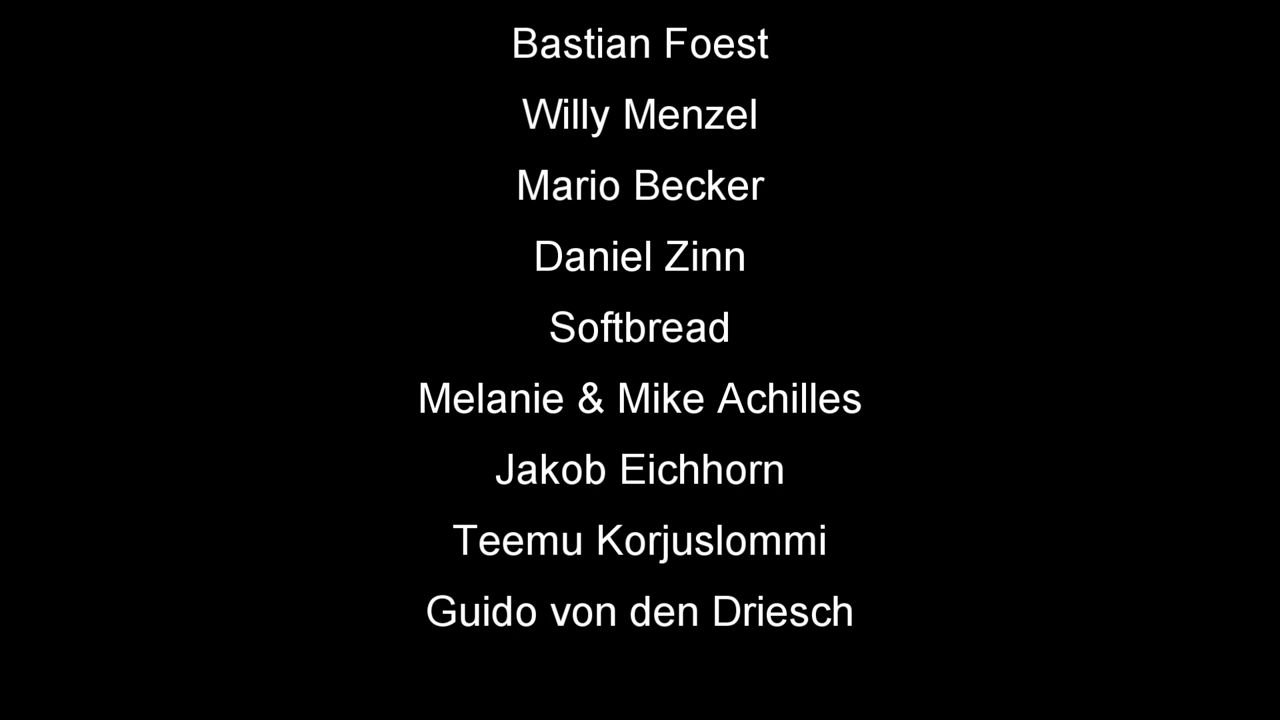 Bastian Foest
Willy Menzel
Mario Becker
Daniel Zinn
Softbread
Melanie & Mike Achilles
Jakob Eichhorn
Teemu Korjuslommi
Guido von den Driesch